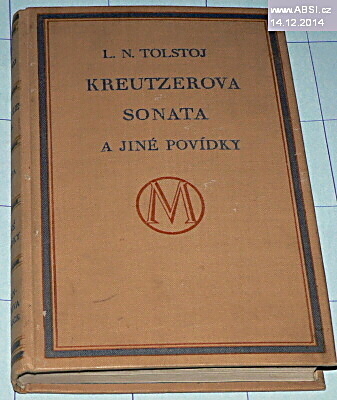 www.ABSI.cz
14.12.2014
L. N. TOLSTOJ
KREUTZEROVA
SONATA
A JINÉ POVÍDKY
M